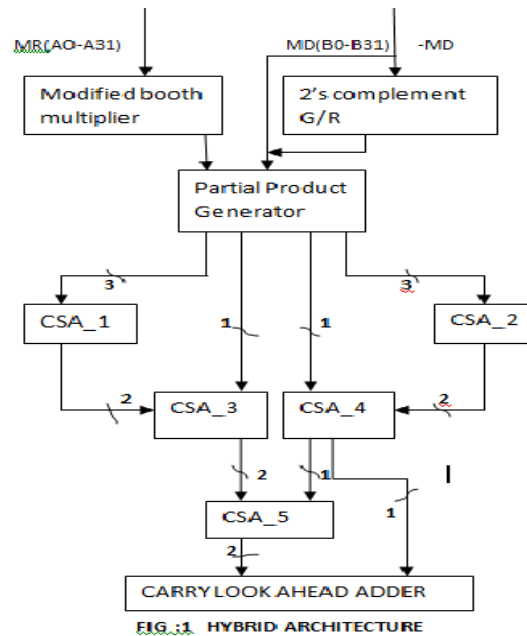 MR(AO-A31)
MD(B0-B31)
-MD
Modified booth
multiplier
2's complement
G/R
Partial Product
Generator
3
3
CSA_1
1
1
CSA_2
2
CSA_3
CSA_4
2
2
1
1
CSA_5
2
CARRY LOOK AHEAD ADDER
FIG :1 HYBRID ARCHITECTURE